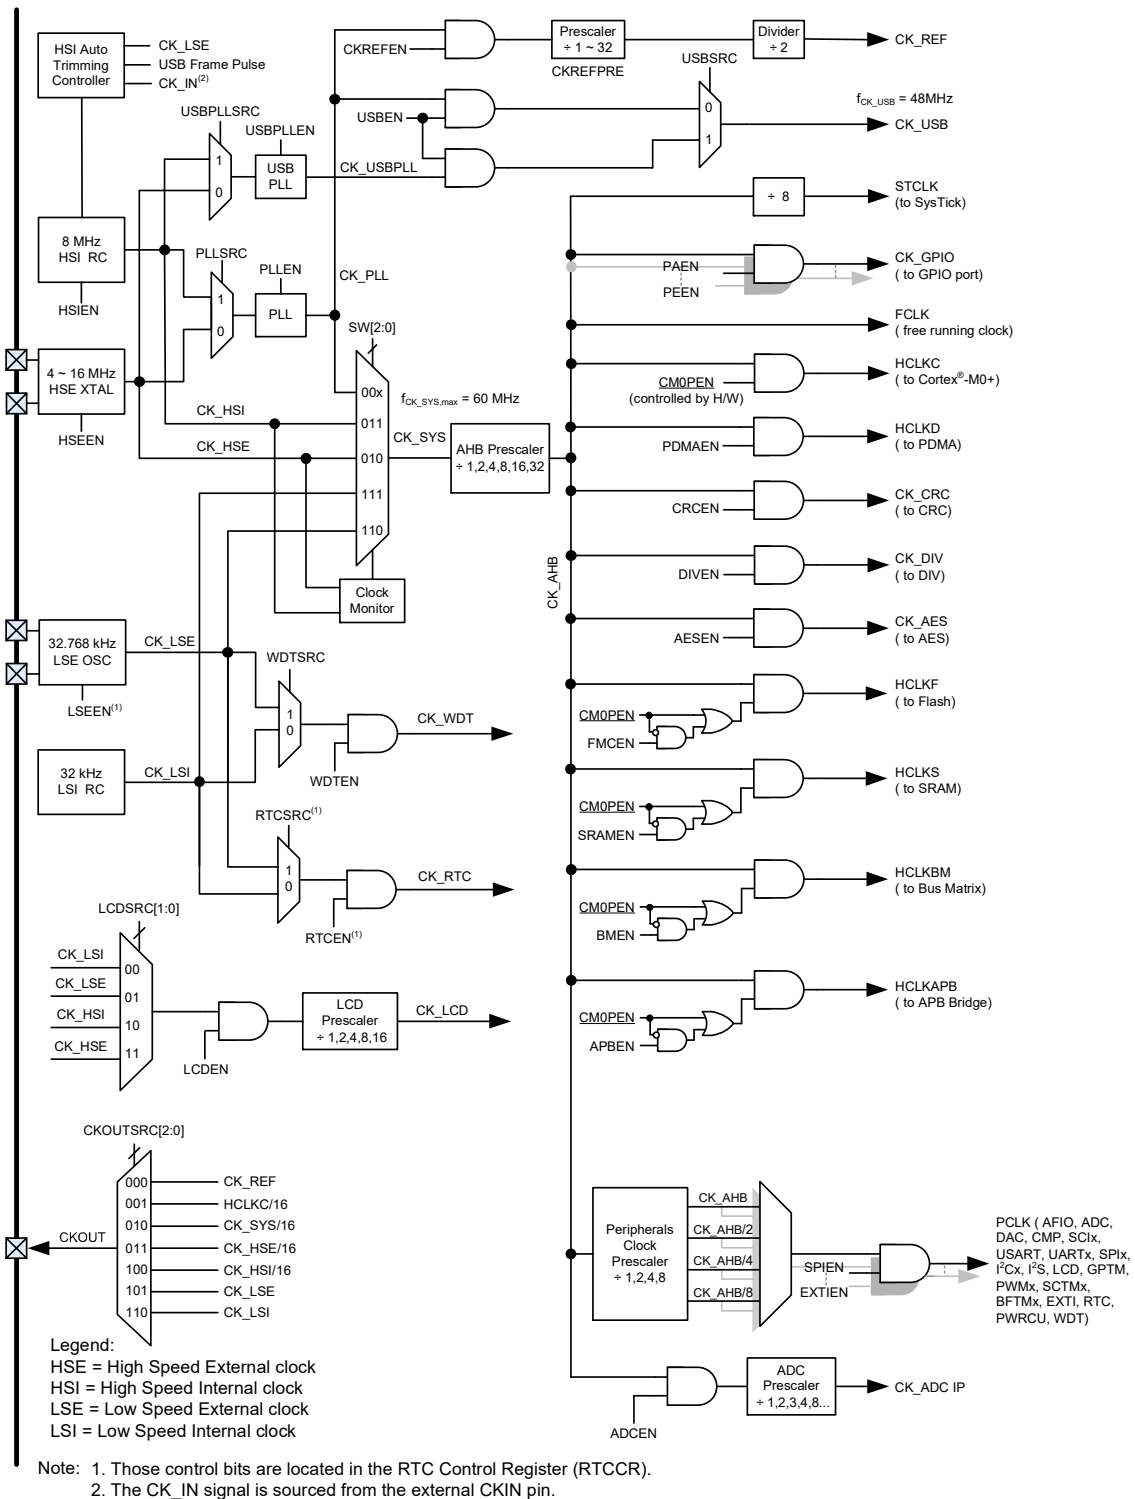 HSI Auto
Trimming
Controller
CK_LSE
USB Frame Pulse
CK_IN(2)
CKREFEN
Prescaler
÷ 1 ~ 32
CKREFPRE
Divider
÷ 2
CK_REF
USBSRC
USBPLLSRC
USBPLLEN
USBEN
0
1
fCK_USB = 48MHz
CK_USB
1
0
USB
PLL
CK_USBPLL
÷ 8
STCLK
(to SysTick)
8 MHz
HSI RC
HSIEN
PLLSRC
PLLEN
1
0
PLL
CK_PLL
PAEN
PEEN
CK_GPIO
( to GPIO port)
FCLK
( free running clock)
SW[2:0]
4 ~ 16 MHz
HSE XTAL
HSEEN
00x
011
010
111
110
fCK_SYS,max = 60 MHz
CK_HSI
CK_HSE
CK_SYS
AHB Prescaler
÷ 1,2,4,8,16,32
CM0PEN
(controlled by H/W)
HCLKC
( to Cortex®-M0+)
PDMAEN
HCLKD
( to PDMA)
CRCEN
CK_CRC
( to CRC)
CK_AHB
DIVEN
CK_DIV
( to DIV)
Clock
Monitor
AESEN
CK_AES
( to AES)
32.768 kHz
LSE OSC
LSEEN(1)
CK_LSE
WDTSRC
1
0
CK_WDT
WDTEN
CM0PEN
FMCEN
HCLKF
( to Flash)
32 kHz
LSI RC
CK_LSI
CM0PEN
SRAMEN
HCLKS
( to SRAM)
RTCSRC(1)
1
0
CK_RTC
RTCEN(1)
CM0PEN
BMEN
HCLKBM
( to Bus Matrix)
LCDSRC[1:0]
CK_LSI
CK_LSE
CK_HSI
CK_HSE
00
01
10
11
LCDEN
LCD
Prescaler
÷ 1,2,4,8,16
CK_LCD
CM0PEN
APBEN
HCLKAPB
( to APB Bridge)
CKOUTSRC[2:0]
CKOUT
000
001
010
011
100
101
110
CK_REF
HCLKC/16
CK_SYS/16
CK_HSE/16
CK_HSI/16
CK_LSE
CK_LSI
Peripherals
Clock
Prescaler
÷ 1,2,4,8
CK_AHB
CK_AHB/2
CK_AHB/4
CK_AHB/8
SPIEN
EXTIEN
PCLK ( AFIO, ADC,
DAC, CMP, SCIx,
USART, UARTx, SPIx,
I2Cx, I2S, LCD, GPTM,
PWMx, SCTMx,
BFTMx, EXTI, RTC,
PWRCU, WDT)
ADCEN
ADC
Prescaler
÷ 1,2,3,4,8...
CK_ADC IP
Legend:
HSE = High Speed External clock
HSI = High Speed Internal clock
LSE = Low Speed External clock
LSI = Low Speed Internal clock
Note: 1. Those control bits are located in the RTC Control Register (RTCCR).
2. The CK_IN signal is sourced from the external CKIN pin.